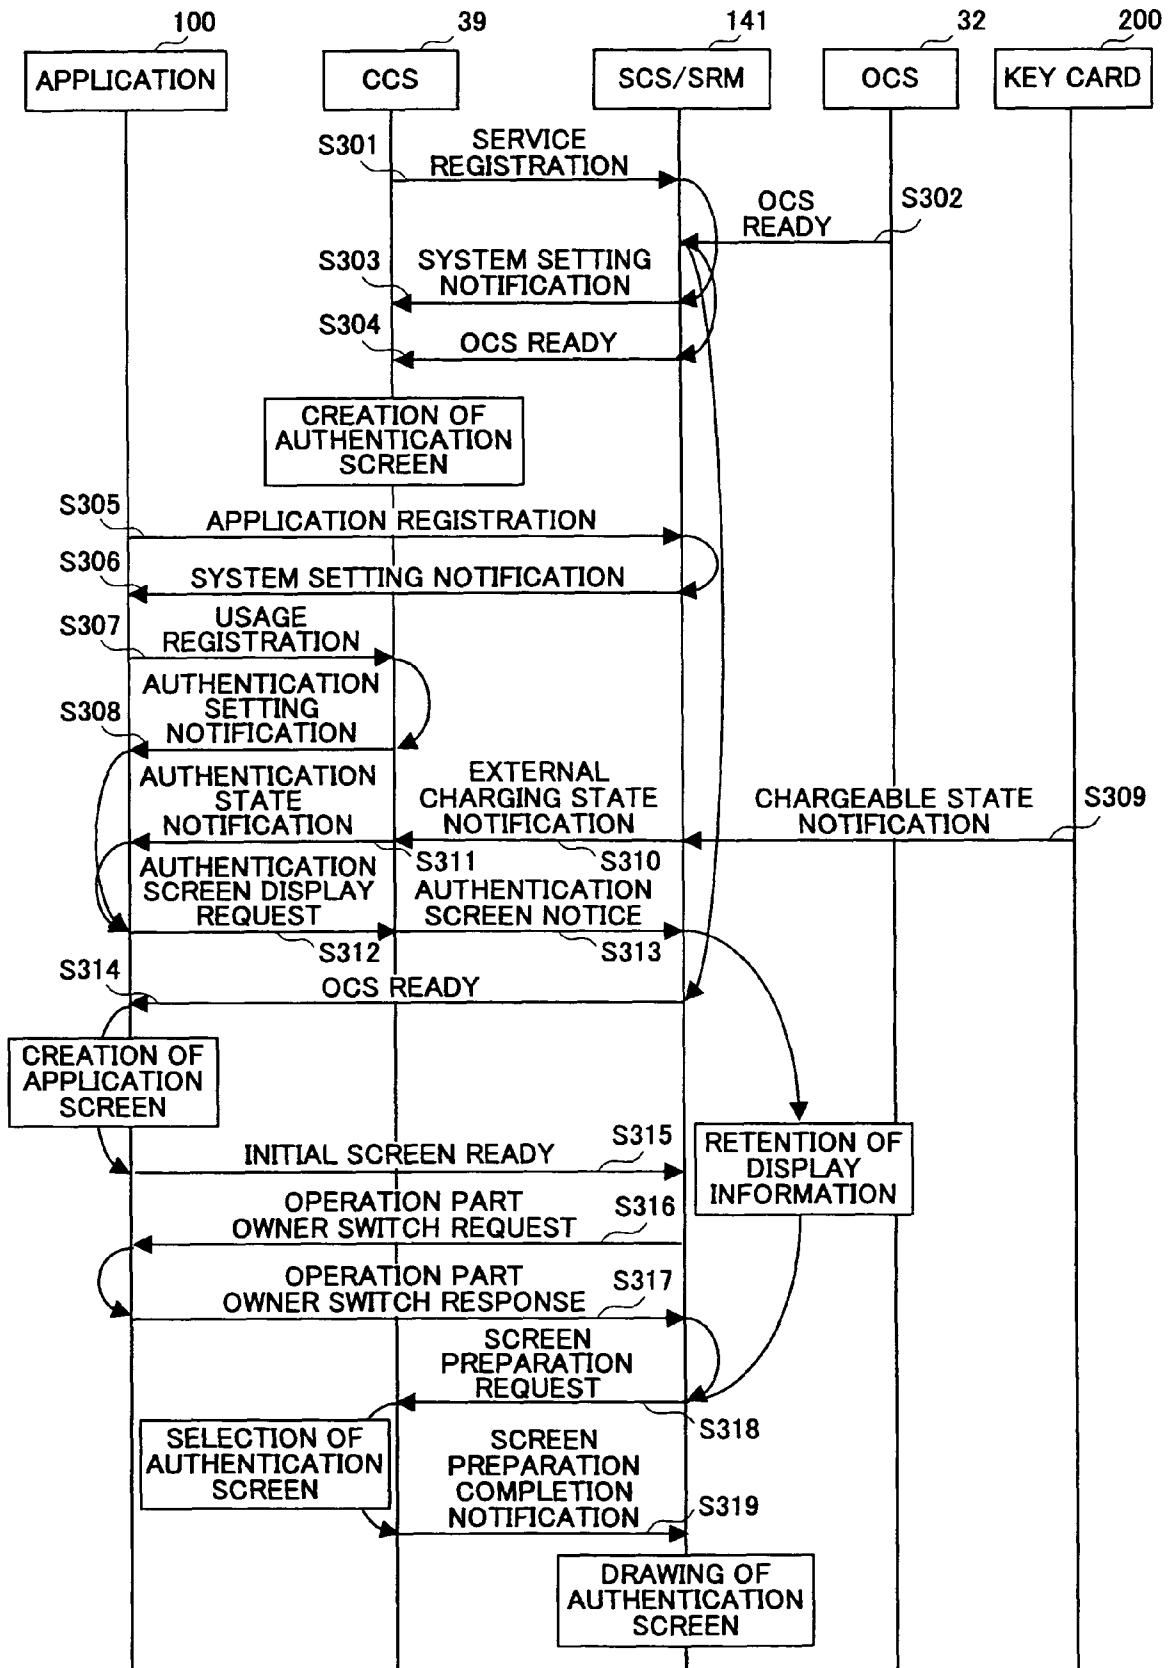 100
39
141
32
200
APPLICATION
CCS
SCS/SRM
OCS
KEY CARD
S301
SERVICE
REGISTRATION
OCS
READY
S302
S303
SYSTEM SETTING
NOTIFICATION
S304
OCS READY
CREATION OF
AUTHENTICATION
SCREEN
S305
APPLICATION REGISTRATION
S306
SYSTEM SETTING NOTIFICATION
S307
USAGE
REGISTRATION
S308
AUTHENTICATION
SETTING
NOTIFICATION
AUTHENTICATION
STATE
NOTIFICATION
EXTERNAL
CHARGING STATE
NOTIFICATION
CHARGEABLE STATE
NOTIFICATION
S309
S311
S310
AUTHENTICATION
SCREEN DISPLAY
REQUEST
AUTHENTICATION
SCREEN NOTICE
S312
S313
S314
OCS READY
CREATION OF
APPLICATION
SCREEN
INITIAL SCREEN READY
S315
RETENTION OF
DISPLAY
INFORMATION
OPERATION PART
OWNER SWITCH REQUEST
S316
OPERATION PART
OWNER SWITCH RESPONSE
S317
SCREEN
PREPARATION
REQUEST
S318
SELECTION OF
AUTHENTICATION
SCREEN
SCREEN
PREPARATION
COMPLETION
NOTIFICATION
S319
DRAWING OF
AUTHENTICATION
SCREEN